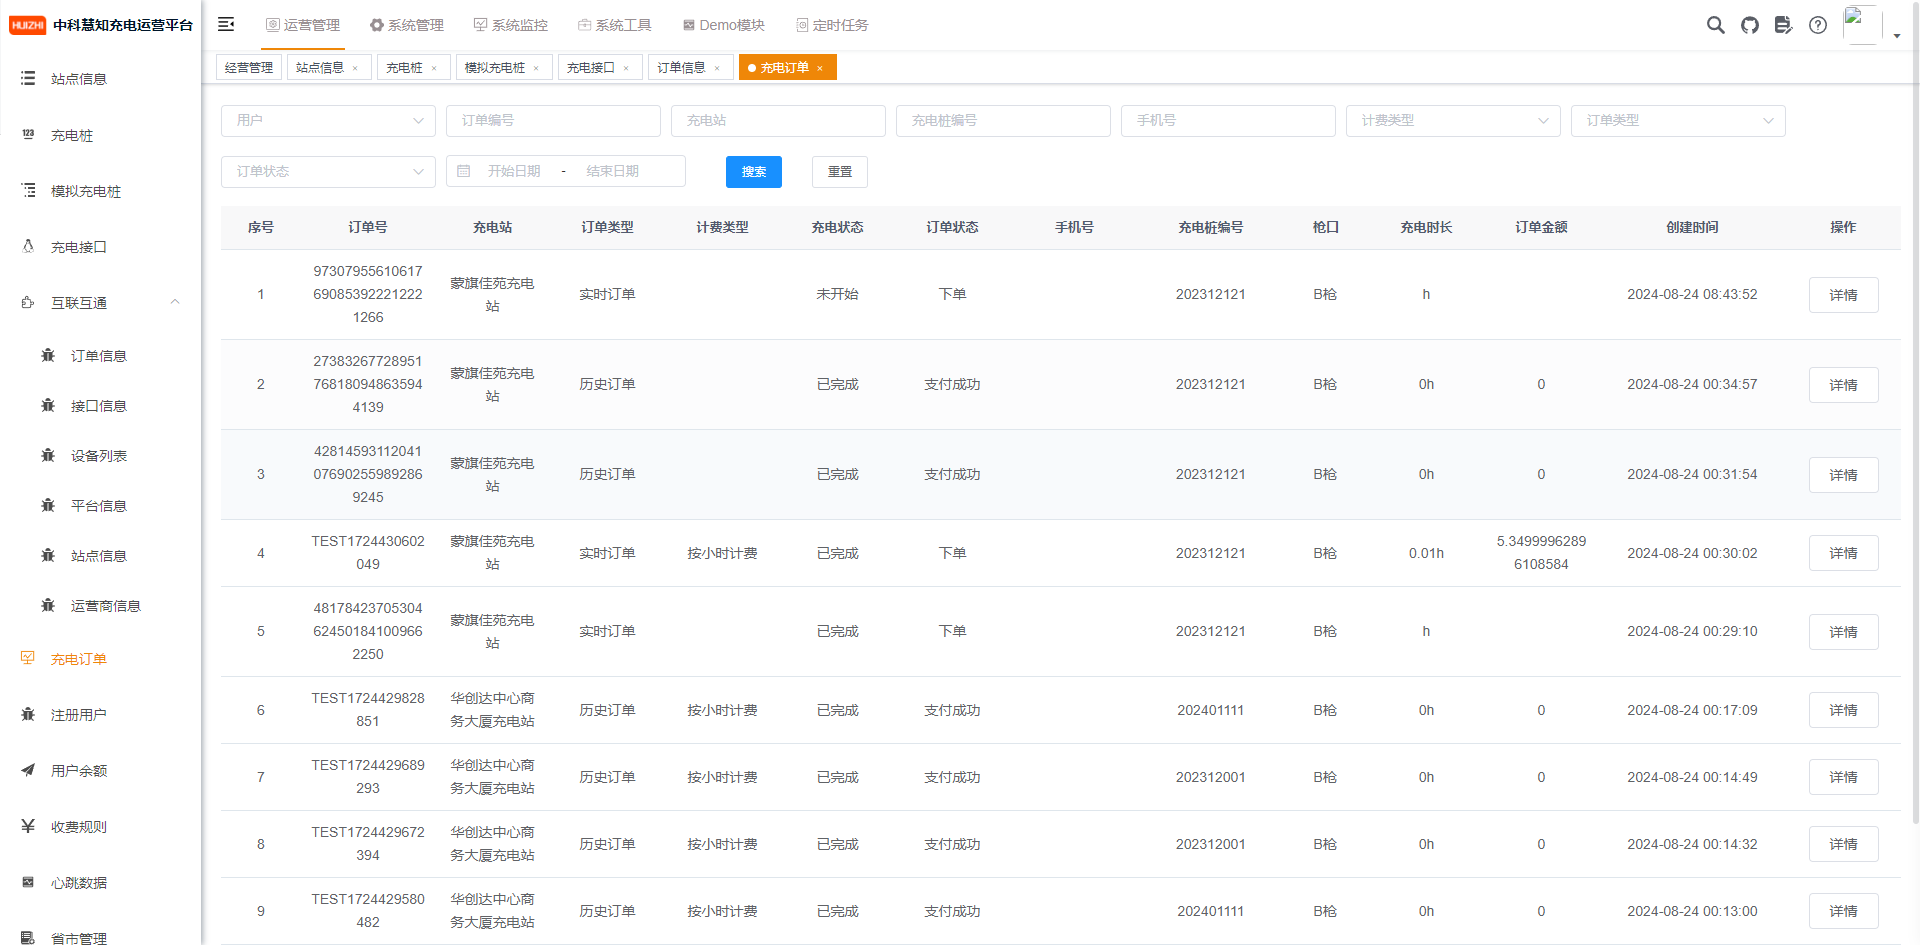 HUIZHI 中科慧知充电运营平台
运营管理 系统管理 系统监控 系统工具 Demo模块 定时任务
经营管理 站点信息 × 充电桩 × 模拟充电桩 × 充电接口 × 订单信息 × 充电订单 ×
站点信息
充电桩
模拟充电桩
充电接口
互联互通
订单信息
接口信息
设备列表
平台信息
站点信息
运营商信息
充电订单
注册用户
用户余额
收费规则
心跳数据
省市管理
用户 订单编号 充电站 充电桩编号 手机号 计费类型 订单类型
订单状态 开始日期 - 结束日期 搜索 重置
序号 订单号 充电站 订单类型 计费类型 充电状态 订单状态 手机号 充电桩编号 枪口 充电时长 订单金额 创建时间 操作
97307955610617
1 69085392221222 蒙旗佳苑充电站 实时订单 未开始 下单 202312121 B枪 h 2024-08-24 08:43:52 详情
1266
27383267728951
2 76818094863594 蒙旗佳苑充电站 历史订单 已完成 支付成功 202312121 B枪 0h 0 2024-08-24 00:34:57 详情
4139
42814593112041
3 07690255989286 蒙旗佳苑充电站 历史订单 已完成 支付成功 202312121 B枪 0h 0 2024-08-24 00:31:54 详情
9245
TEST1724430602 蒙旗佳苑充电 5.3499996289
4 实时订单 按小时计费 已完成 下单 202312121 B枪 0.01h 2024-08-24 00:30:02 详情
049 站 6108584
48178423705304
5 62450184100966 蒙旗佳苑充电站 实时订单 已完成 下单 202312121 B枪 h 2024-08-24 00:29:10 详情
2250
TEST1724429828 华创达中心商
6 历史订单 按小时计费 已完成 支付成功 202401111 B枪 0h 0 2024-08-24 00:17:09 详情
851 务大厦充电站
TEST1724429689 华创达中心商
7 历史订单 按小时计费 已完成 支付成功 202312001 B枪 0h 0 2024-08-24 00:14:49 详情
293 务大厦充电站
TEST1724429672 华创达中心商
8 历史订单 按小时计费 已完成 支付成功 202312001 B枪 0h 0 2024-08-24 00:14:32 详情
394 务大厦充电站
TEST1724429580 华创达中心商
9 历史订单 按小时计费 已完成 支付成功 202401111 B枪 0h 0 2024-08-24 00:13:00 详情
482 务大厦充电站